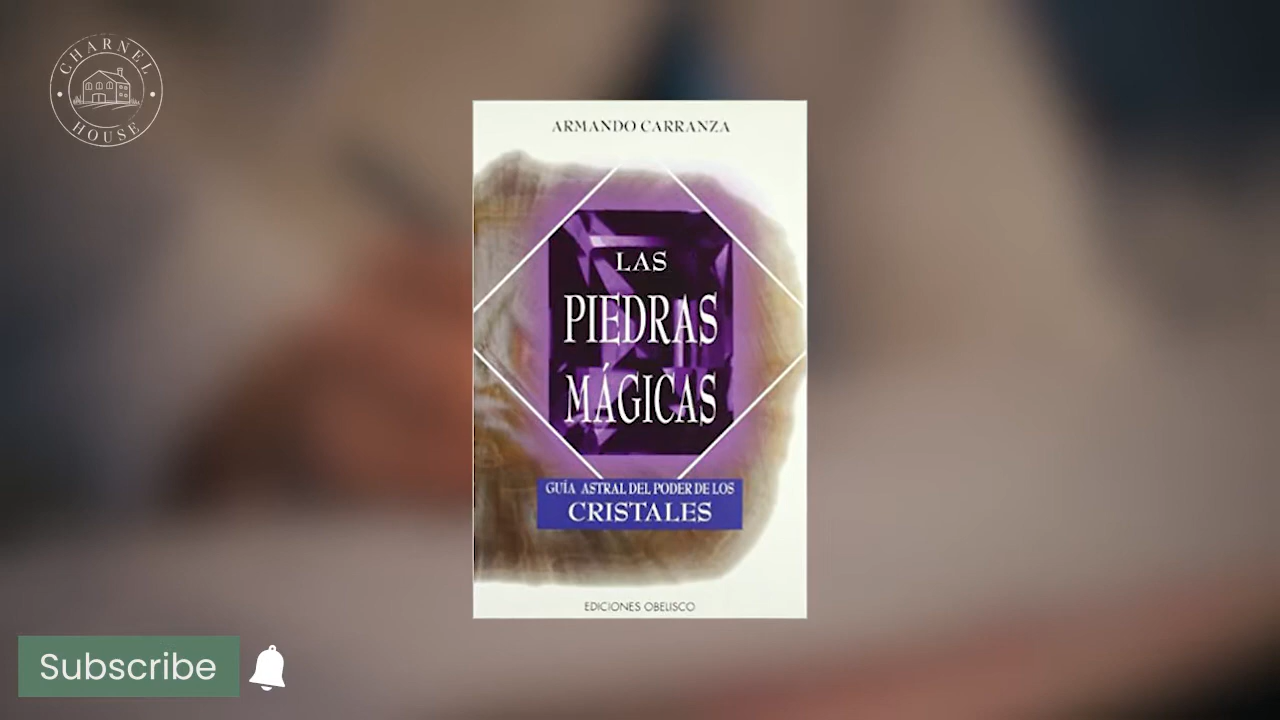 CHARNEL
HOUSE
ARMANDO CARRANZA
LAS
PIEDRAS
MÁGICAS
GUÍA ASTRAL DEL PODER DE LOS
CRISTALES
EDICIONES OBELISCO
Subscribe